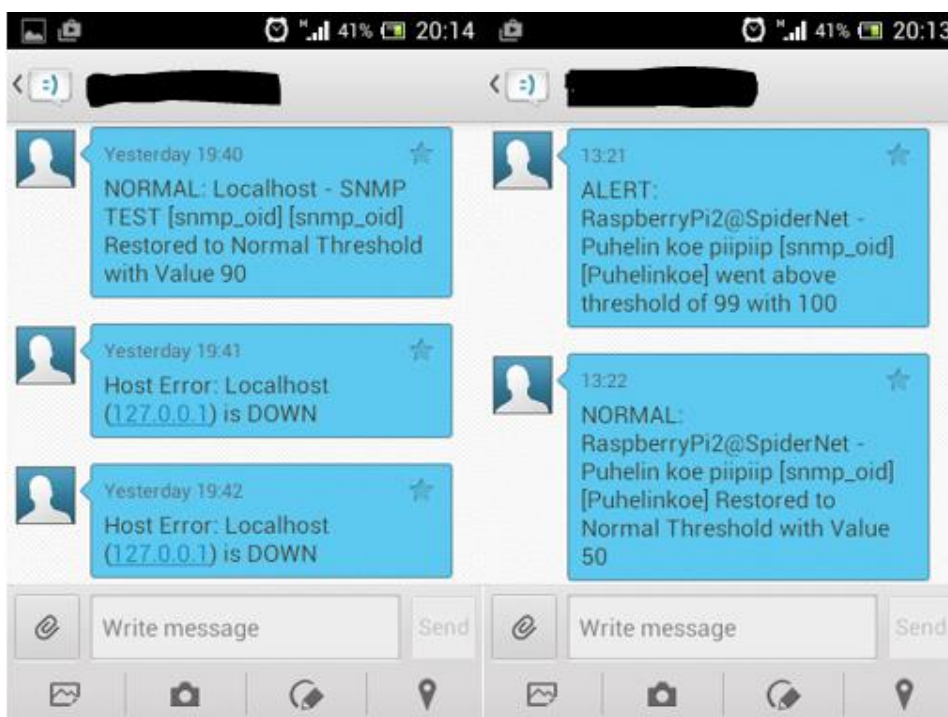 41% 20:14
Yesterday 19:40
NORMAL: Localhost - SNMP
TEST [snmp_oid] [snmp_oid]
Restored to Normal Threshold
with Value 90
Yesterday 19:41
Host Error: Localhost
(127.0.0.1) is DOWN
Yesterday 19:42
Host Error: Localhost
(127.0.0.1) is DOWN
Write message
Send
41% 20:13
13:21
ALERT:
RaspberryPi2@SpiderNet -
Puhelin koe piipiip [snmp_oid]
[Puhelinkoe] went above
threshold of 99 with 100
13:22
NORMAL:
RaspberryPi2@SpiderNet -
Puhelin koe piipiip [snmp_oid]
[Puhelinkoe] Restored to
Normal Threshold with Value
50
Write message
Send